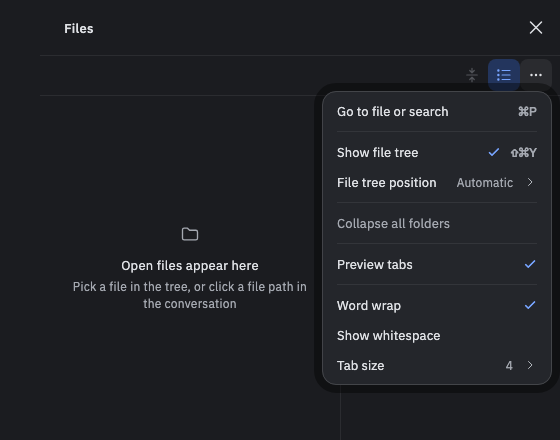 Files
Go to file or search ⌘P
Show file tree ⇧⌘Y
File tree position Automatic
Collapse all folders
Preview tabs
Word wrap
Show whitespace
Tab size 4
Open files appear here
Pick a file in the tree, or click a file path in
the conversation